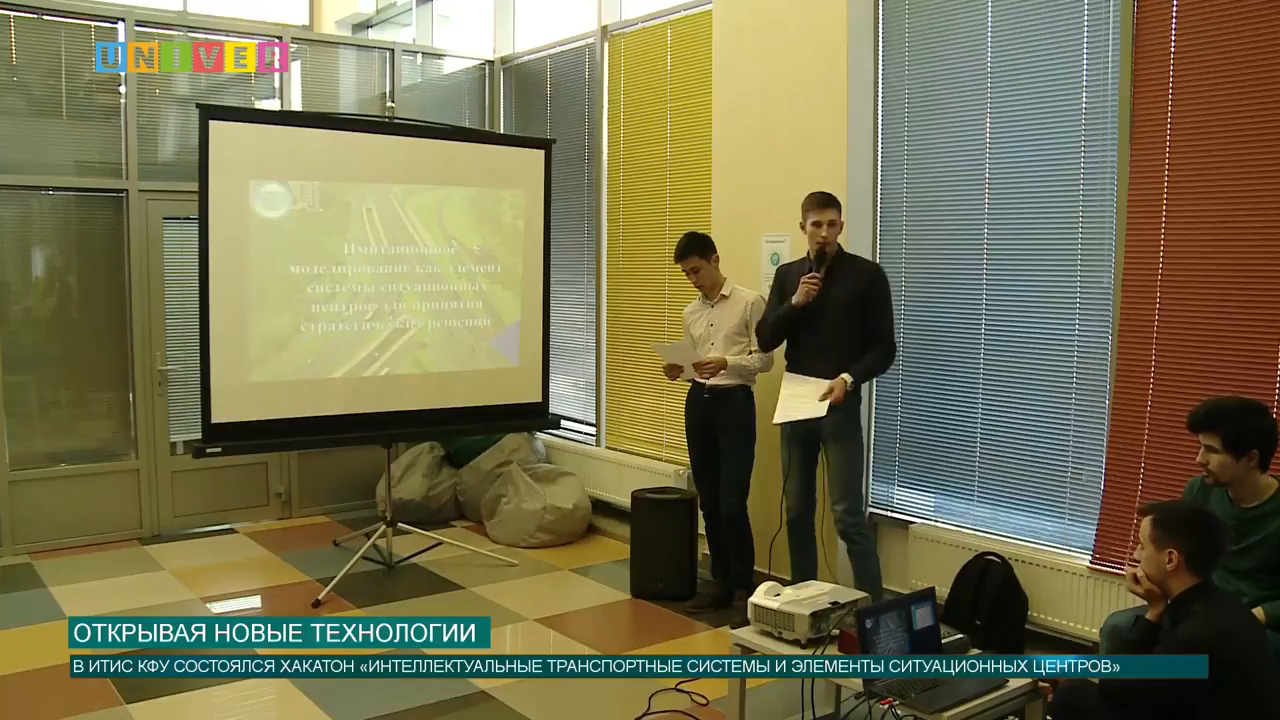 UNIVER
Имитационное
моделирование как элемент
системы ситуационных
центров для принятия
стратегических решений
ОТКРЫВАЯ НОВЫЕ ТЕХНОЛОГИИ
В ИТИС КФУ СОСТОЯЛСЯ ХАКАТОН «ИНТЕЛЛЕКТУАЛЬНЫЕ ТРАНСПОРТНЫЕ СИСТЕМЫ И ЭЛЕМЕНТЫ СИТУАЦИОННЫХ ЦЕНТРОВ»